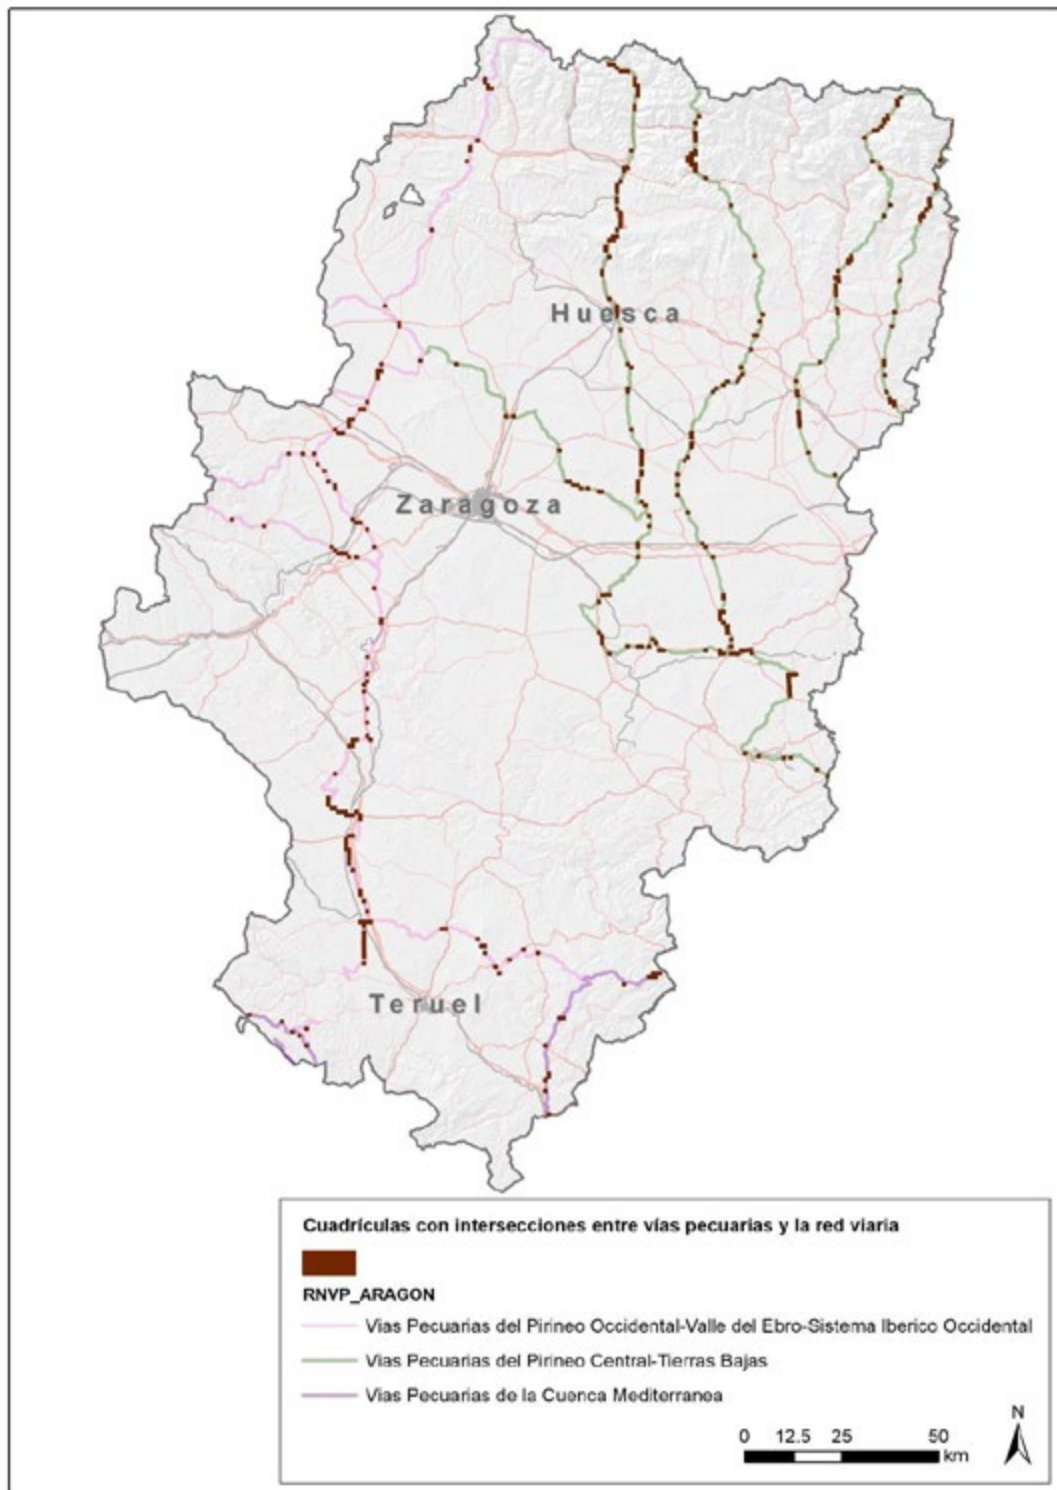 Huesca
Zaragoza
Teruel
Cuadrículas con intersecciones entre vías pecuarias y la red viaria
RNVP_ARAGON
Vias Pecuarias del Pirineo Occidental-Valle del Ebro-Sistema Iberico Occidental
Vias Pecuarias del Pirineo Central-Tierras Bajas
Vias Pecuarias de la Cuenca Mediterranea
N
0 12.5 25 50
km